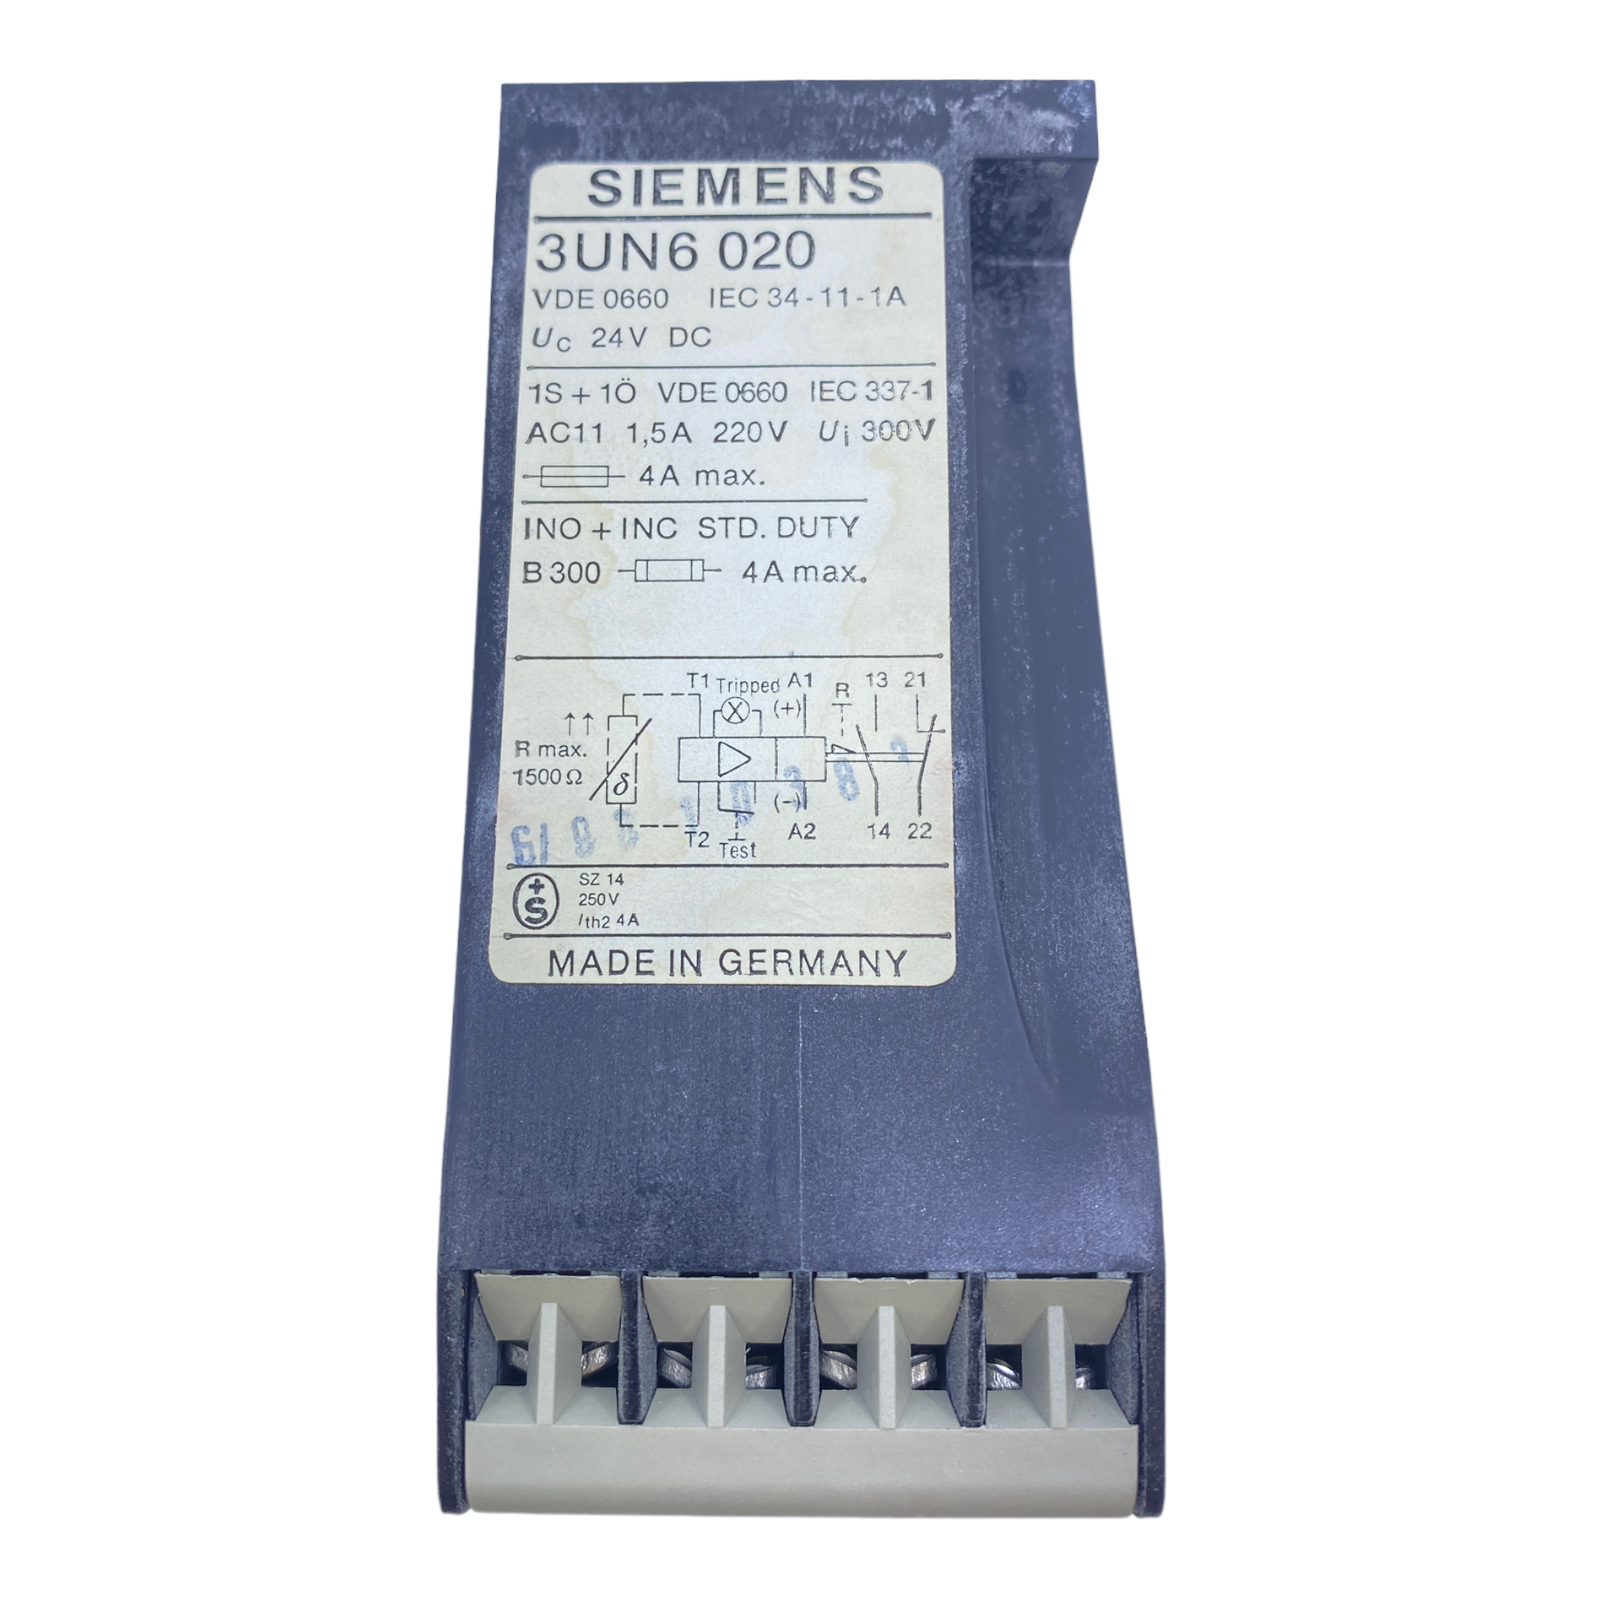 SIEMENS
3UN6 020
VDE 0660 IEC 34-11-1A
Uc 24V DC
1S + 1Ö VDE 0660 IEC 337-1
AC11 1,5A 220V Ui 300V
4A max.
INO + INC STD. DUTY
B300 4A max.
T1 Tripped A1 R 13 21
(+)
↑↑
R max.
1500Ω
δ
(-)
T2 Test A2 14 22
+S
SZ 14
250V
Ith2 4A
MADE IN GERMANY